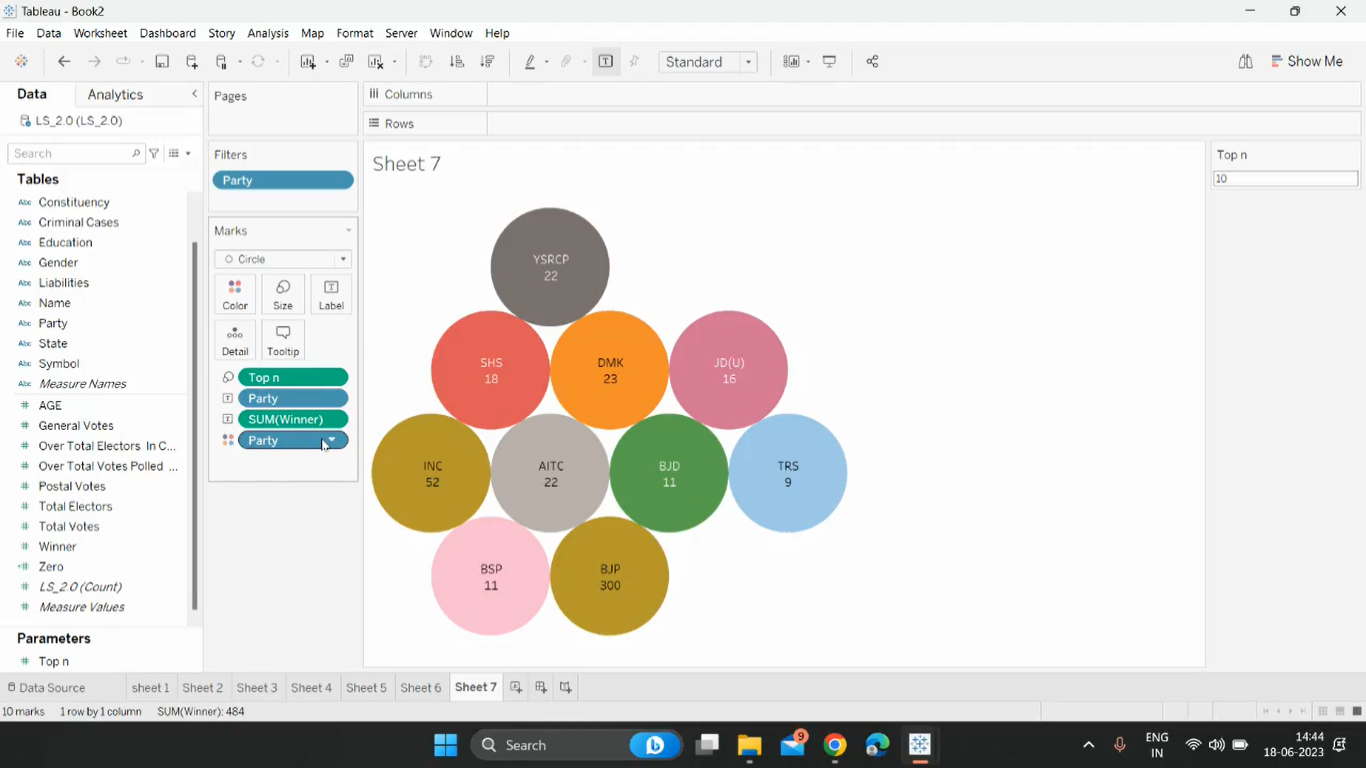 Tableau - Book2
File Data Worksheet Dashboard Story Analysis Map Format Server Window Help
Standard
Show Me
Data
Analytics
LS_2.0 (LS_2.0)
Search
Tables
Abc Constituency
Abc Criminal Cases
Abc Education
Abc Gender
Abc Liabilities
Abc Name
Abc Party
Abc State
Abc Symbol
Abc Measure Names
# AGE
# General Votes
# Over Total Electors In C...
# Over Total Votes Polled ...
# Postal Votes
# Total Electors
# Total Votes
# Winner
# Zero
# LS_2.0 (Count)
# Measure Values
Parameters
# Top n
Pages
Filters
Party
Marks
Circle
Color
Size
Label
Detail
Tooltip
Top n
Party
SUM(Winner)
Party
Columns
Rows
Sheet 7
YSRCP
22
SHS
18
DMK
23
JD(U)
16
INC
52
AITC
22
BJD
11
TRS
9
BSP
11
BJP
300
Top n
10
Data Source
sheet 1
Sheet 2
Sheet 3
Sheet 4
Sheet 5
Sheet 6
Sheet 7
10 marks 1 row by 1 column SUM(Winner): 484
Search
9
ENG
IN
14:44
18-06-2023